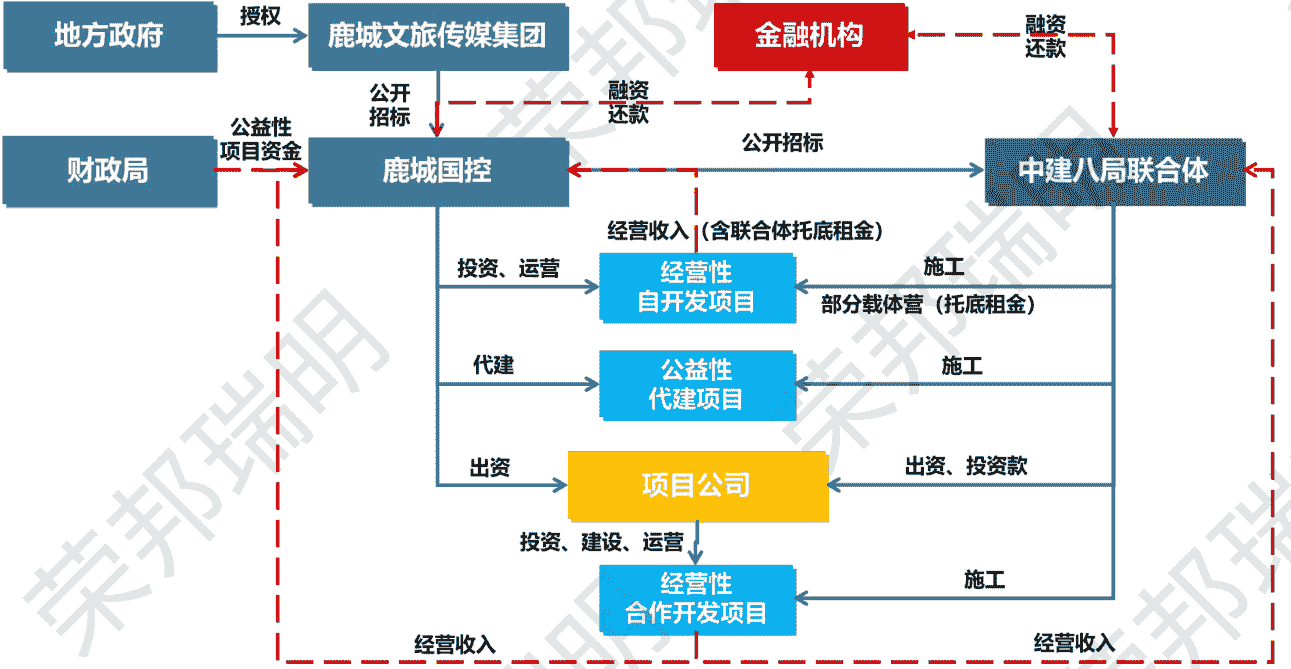 地方政府
授权
鹿城文旅传媒集团
金融机构
融资
还款
公开
招标
融资
还款
财政局
公益性
项目资金
鹿城国控
公开招标
中建八局联合体
经营收入（含联合体托底租金）
投资、运营
经营性
自开发项目
施工
部分载体营（托底租金）
代建
公益性
代建项目
施工
出资
项目公司
出资、投资款
投资、建设、运营
经营性
合作开发项目
施工
经营收入
经营收入
荣邦瑞明
荣邦瑞明
荣邦瑞明